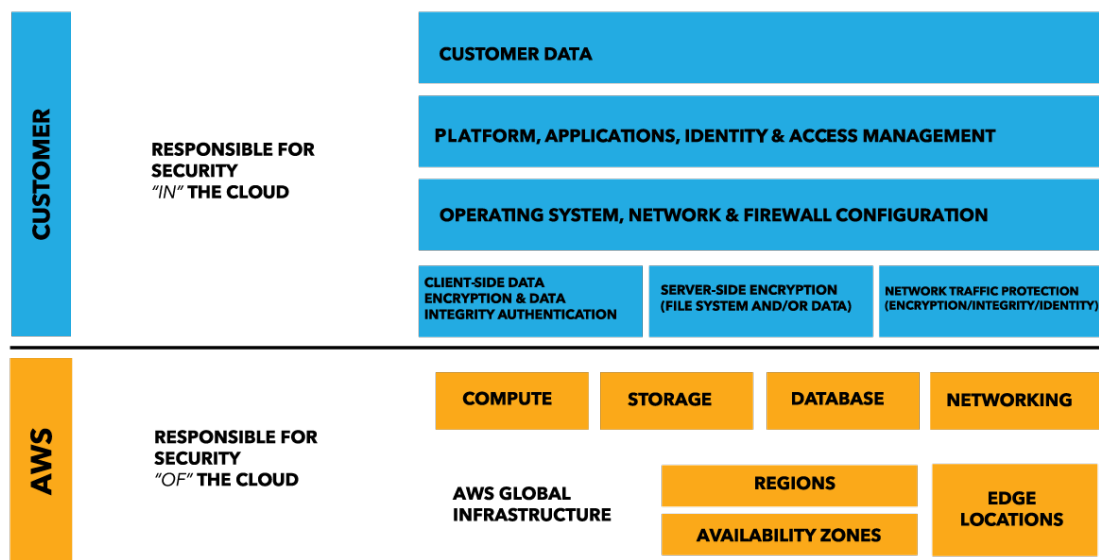 CUSTOMER
RESPONSIBLE FOR
SECURITY
"IN" THE CLOUD
CUSTOMER DATA
PLATFORM, APPLICATIONS, IDENTITY & ACCESS MANAGEMENT
OPERATING SYSTEM, NETWORK & FIREWALL CONFIGURATION
CLIENT-SIDE DATA
ENCRYPTION & DATA
INTEGRITY AUTHENTICATION
SERVER-SIDE ENCRYPTION
(FILE SYSTEM AND/OR DATA)
NETWORK TRAFFIC PROTECTION
(ENCRYPTION/INTEGRITY/IDENTITY)
AWS
RESPONSIBLE FOR
SECURITY
"OF" THE CLOUD
COMPUTE
STORAGE
DATABASE
NETWORKING
AWS GLOBAL
INFRASTRUCTURE
REGIONS
AVAILABILITY ZONES
EDGE
LOCATIONS